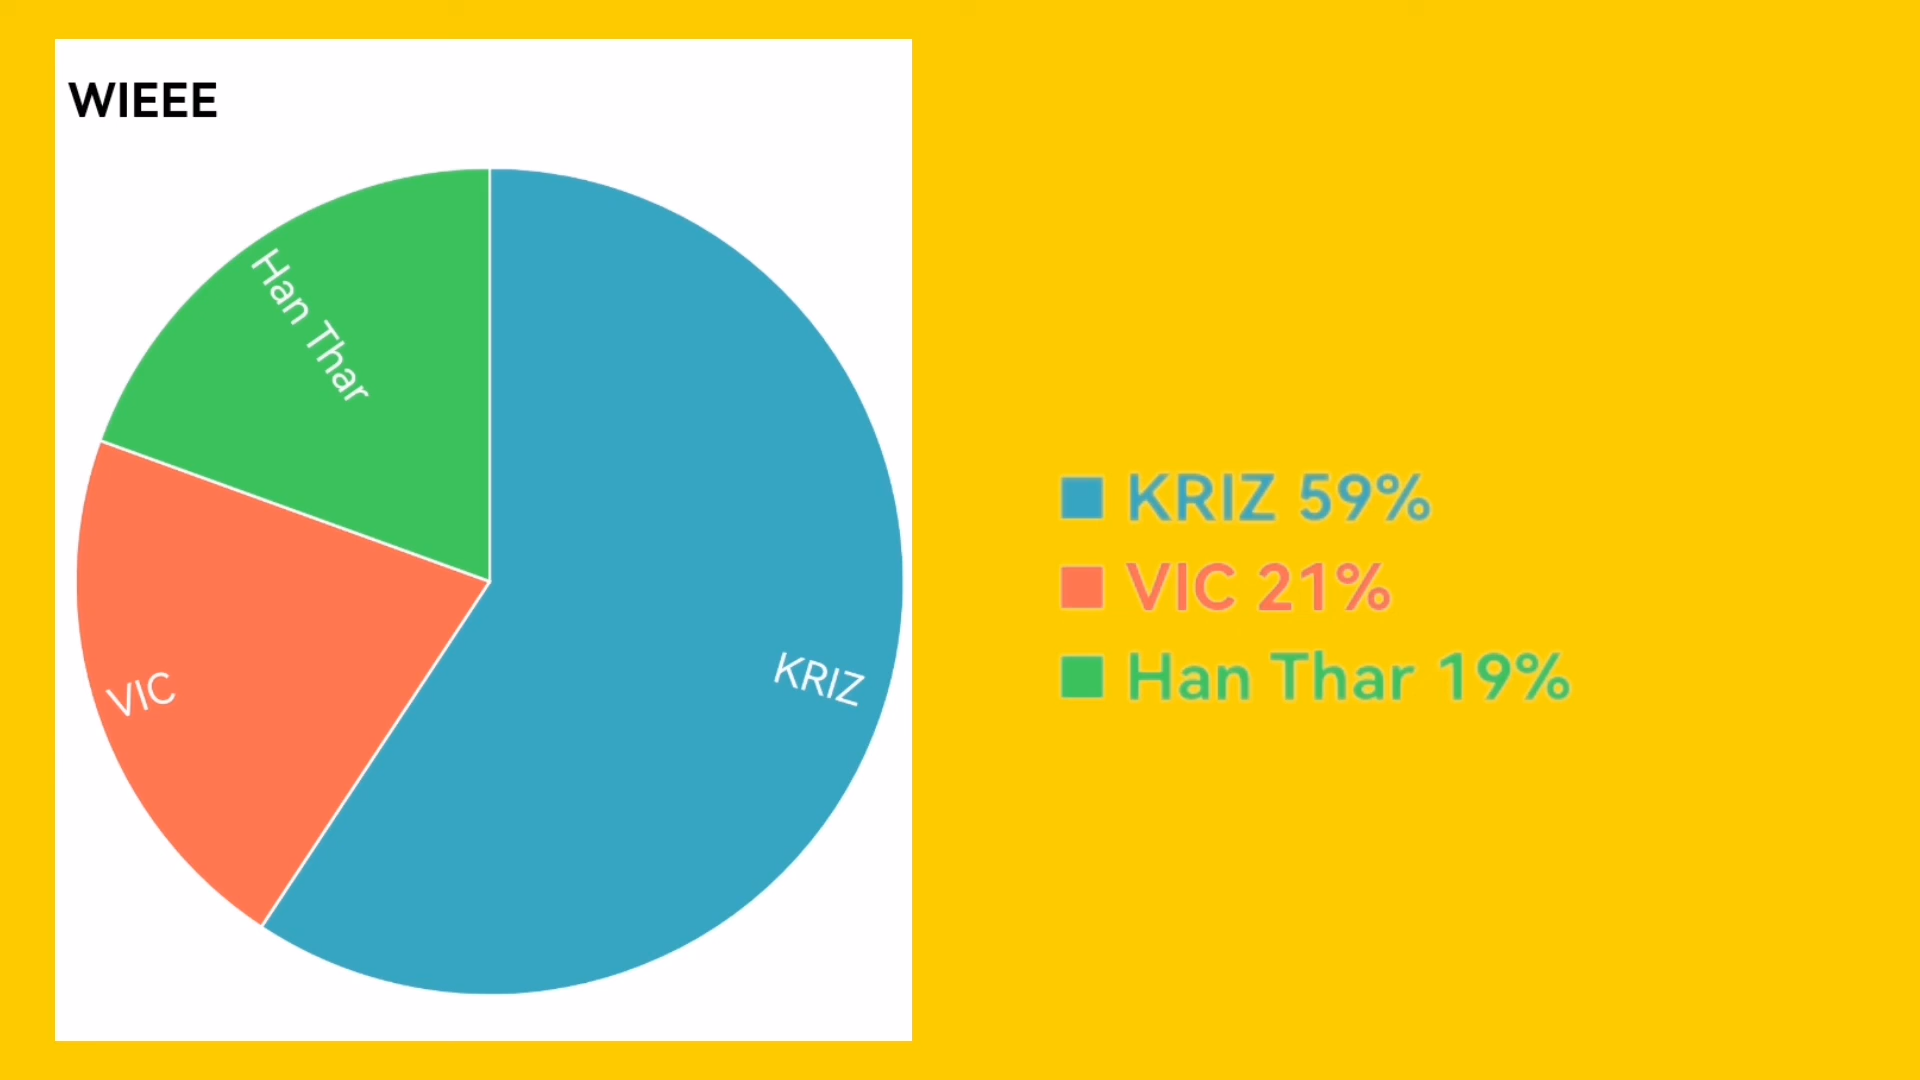 WIEEE
Han Thar
VIC
KRIZ
KRIZ 59%
VIC 21%
Han Thar 19%